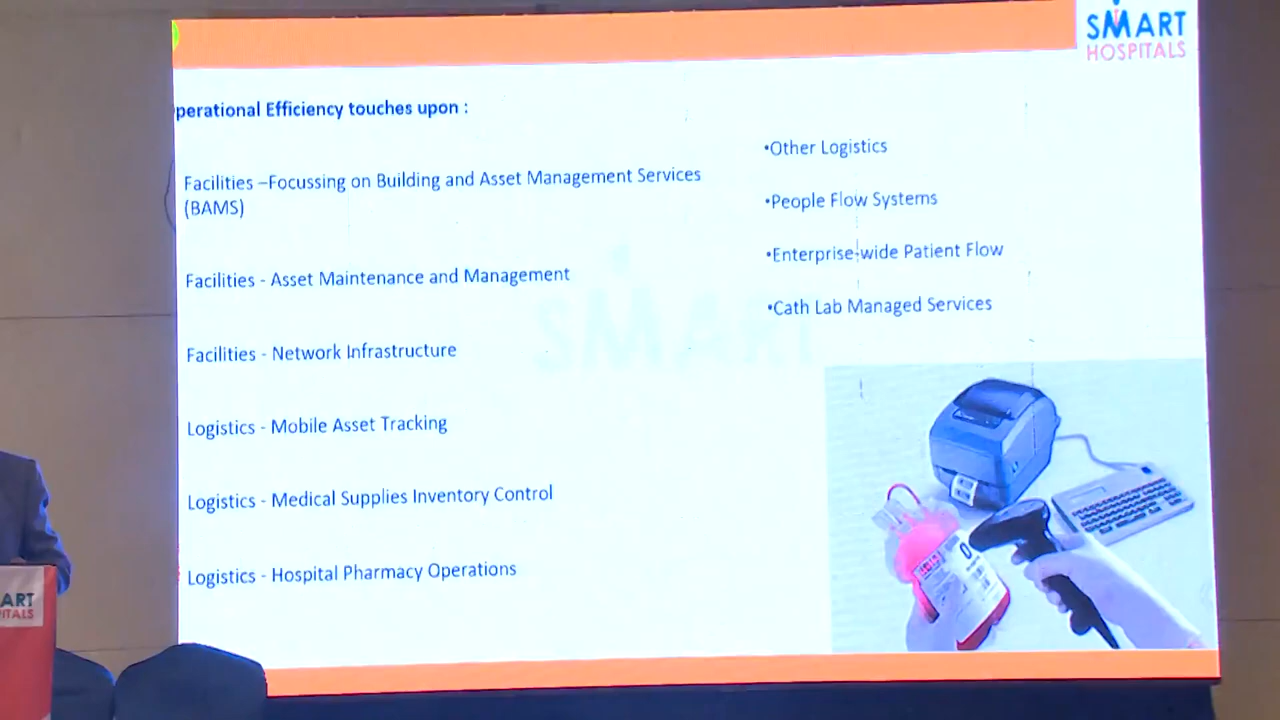 SMART
HOSPITALS
perational Efficiency touches upon :
Facilities –Focussing on Building and Asset Management Services
(BAMS)
Facilities - Asset Maintenance and Management
Facilities - Network Infrastructure
Logistics - Mobile Asset Tracking
Logistics - Medical Supplies Inventory Control
Logistics - Hospital Pharmacy Operations
•Other Logistics
•People Flow Systems
•Enterprise-wide Patient Flow
•Cath Lab Managed Services
SMART
ART
PITALS